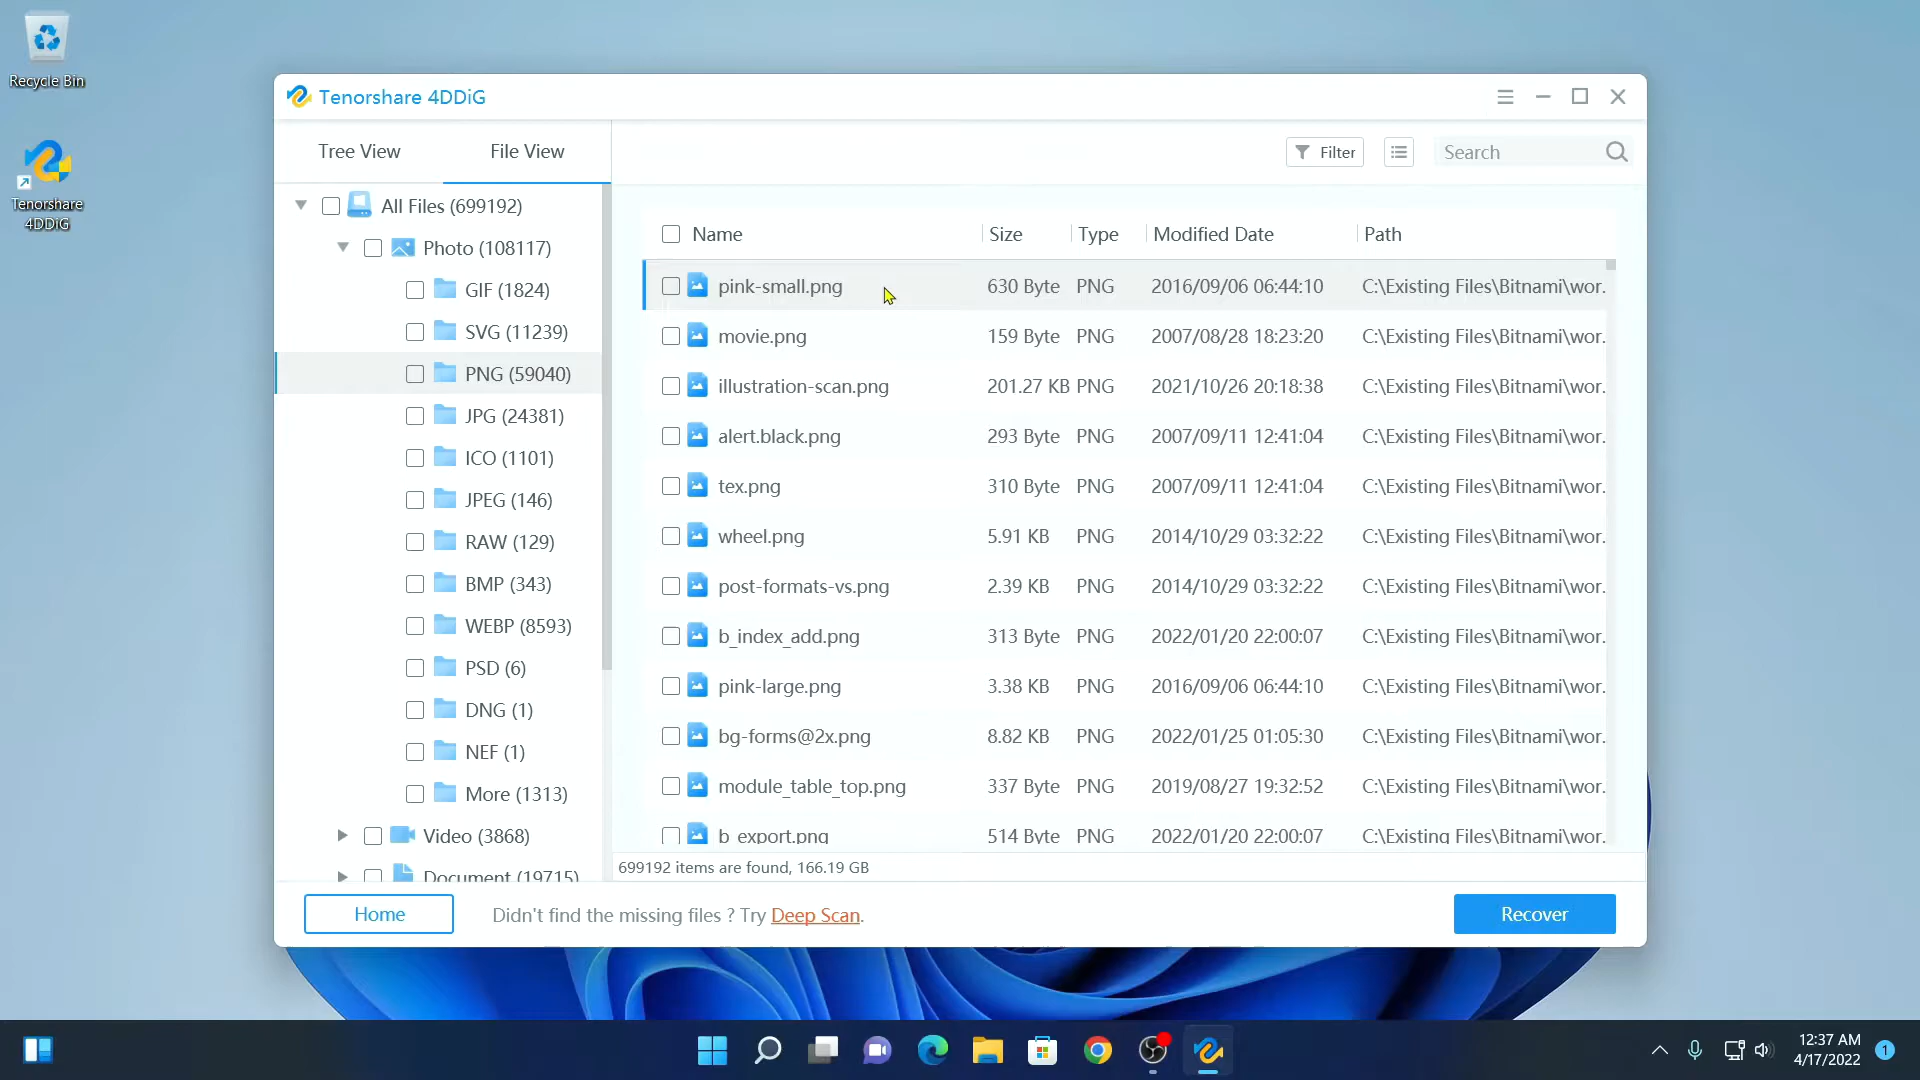 Recycle Bin
Tenorshare
4DDiG
Tenorshare 4DDiG
Tree View File View
Filter Search
All Files (699192)
Photo (108117)
GIF (1824)
SVG (11239)
PNG (59040)
JPG (24381)
ICO (1101)
JPEG (146)
RAW (129)
BMP (343)
WEBP (8593)
PSD (6)
DNG (1)
NEF (1)
More (1313)
Video (3868)
Document (19715)
Name Size Type Modified Date Path
pink-small.png 630 Byte PNG 2016/09/06 06:44:10 C:\Existing Files\Bitnami\wor.
movie.png 159 Byte PNG 2007/08/28 18:23:20 C:\Existing Files\Bitnami\wor.
illustration-scan.png 201.27 KB PNG 2021/10/26 20:18:38 C:\Existing Files\Bitnami\wor.
alert.black.png 293 Byte PNG 2007/09/11 12:41:04 C:\Existing Files\Bitnami\wor.
tex.png 310 Byte PNG 2007/09/11 12:41:04 C:\Existing Files\Bitnami\wor.
wheel.png 5.91 KB PNG 2014/10/29 03:32:22 C:\Existing Files\Bitnami\wor.
post-formats-vs.png 2.39 KB PNG 2014/10/29 03:32:22 C:\Existing Files\Bitnami\wor.
b_index_add.png 313 Byte PNG 2022/01/20 22:00:07 C:\Existing Files\Bitnami\wor.
pink-large.png 3.38 KB PNG 2016/09/06 06:44:10 C:\Existing Files\Bitnami\wor.
bg-forms@2x.png 8.82 KB PNG 2022/01/25 01:05:30 C:\Existing Files\Bitnami\wor.
module_table_top.png 337 Byte PNG 2019/08/27 19:32:52 C:\Existing Files\Bitnami\wor.
b_export.png 514 Byte PNG 2022/01/20 22:00:07 C:\Existing Files\Bitnami\wor.
699192 items are found, 166.19 GB
Home Didn't find the missing files ? Try Deep Scan. Recover
12:37 AM
4/17/2022 1